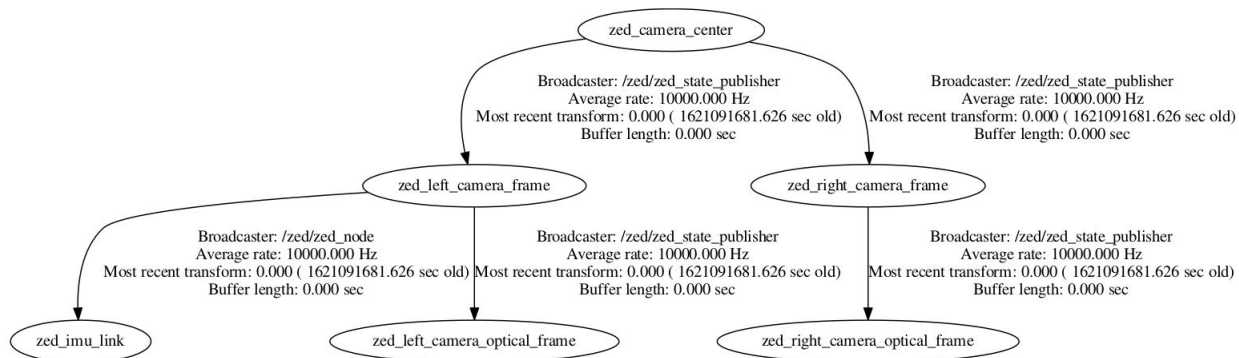 zed_camera_center
Broadcaster: /zed/zed_state_publisher
Average rate: 10000.000 Hz
Most recent transform: 0.000 ( 1621091681.626 sec old)
Buffer length: 0.000 sec
Broadcaster: /zed/zed_state_publisher
Average rate: 10000.000 Hz
Most recent transform: 0.000 ( 1621091681.626 sec old)
Buffer length: 0.000 sec
zed_left_camera_frame
zed_right_camera_frame
Broadcaster: /zed/zed_node
Average rate: 10000.000 Hz
Most recent transform: 0.000 ( 1621091681.626 sec old)
Buffer length: 0.000 sec
Broadcaster: /zed/zed_state_publisher
Average rate: 10000.000 Hz
Most recent transform: 0.000 ( 1621091681.626 sec old)
Buffer length: 0.000 sec
Broadcaster: /zed/zed_state_publisher
Average rate: 10000.000 Hz
Most recent transform: 0.000 ( 1621091681.626 sec old)
Buffer length: 0.000 sec
zed_imu_link
zed_left_camera_optical_frame
zed_right_camera_optical_frame